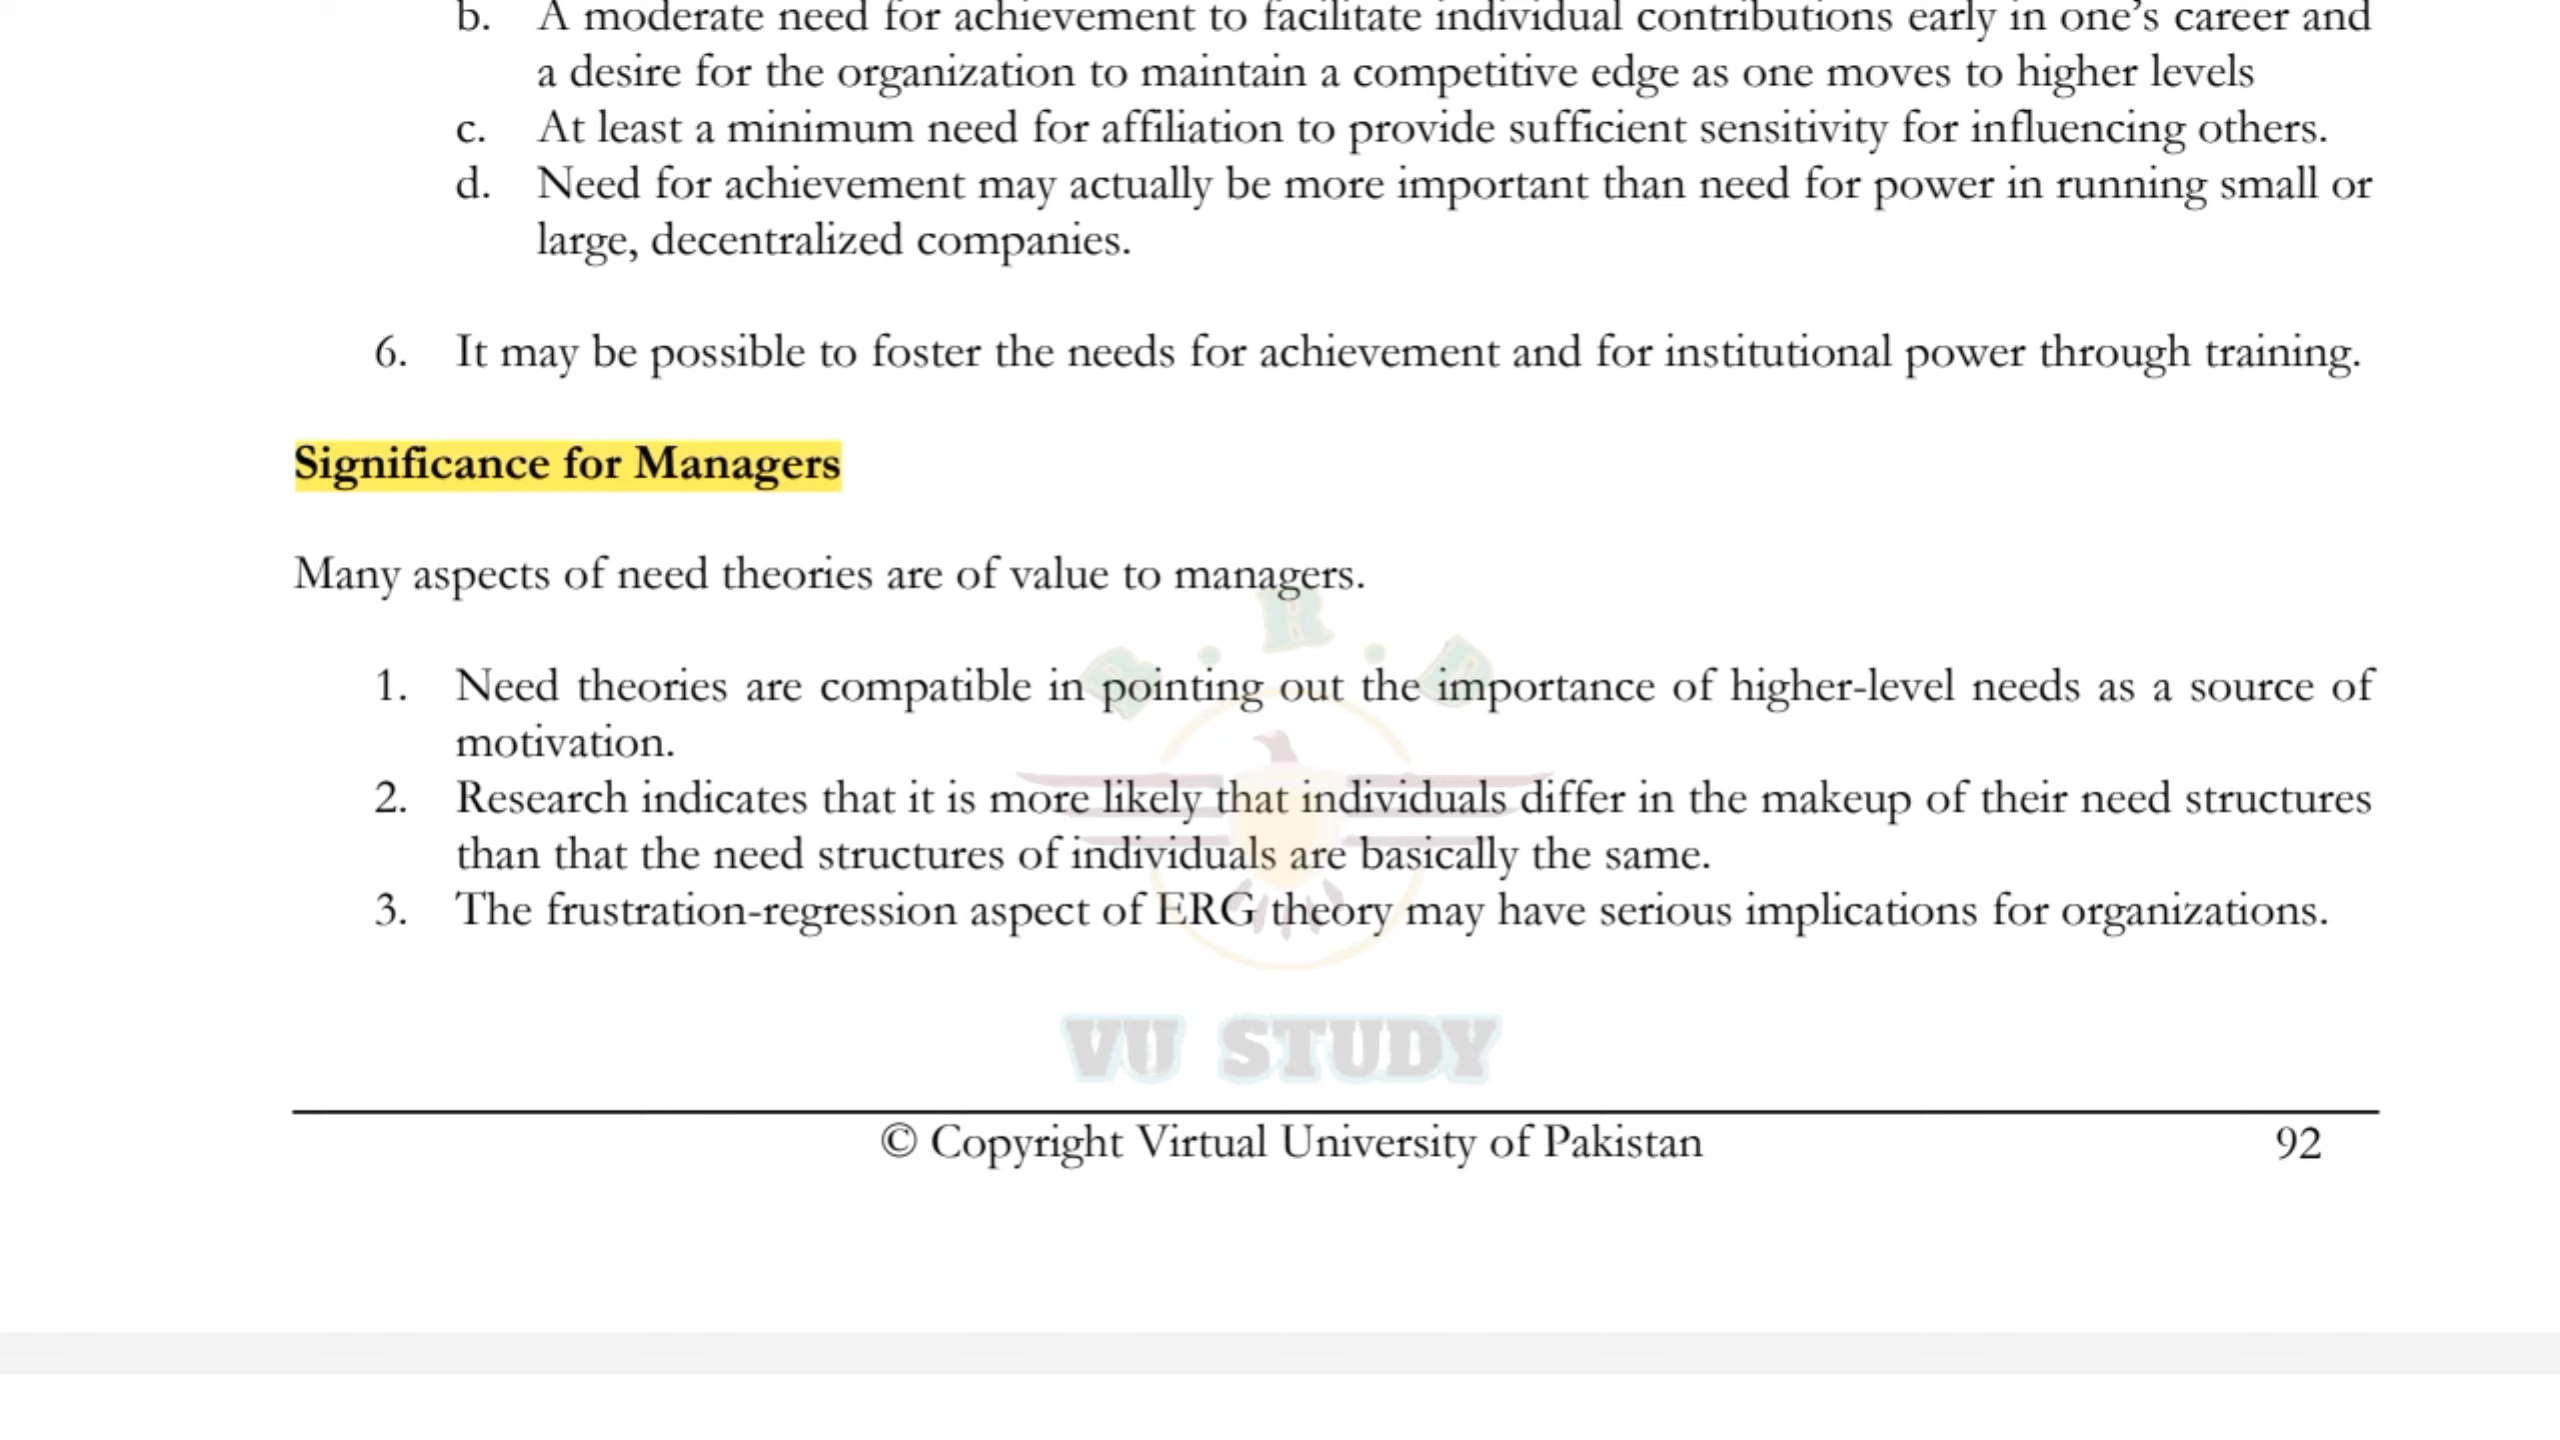 b. A moderate need for achievement to facilitate individual contributions early in one's career and
a desire for the organization to maintain a competitive edge as one moves to higher levels
c. At least a minimum need for affiliation to provide sufficient sensitivity for influencing others.
d. Need for achievement may actually be more important than need for power in running small or
large, decentralized companies.
6. It may be possible to foster the needs for achievement and for institutional power through training.
Significance for Managers
Many aspects of need theories are of value to managers.
B.R.D
1. Need theories are compatible in pointing out the importance of higher-level needs as a source of
motivation.
2. Research indicates that it is more likely that individuals differ in the makeup of their need structures
than that the need structures of individuals are basically the same.
3. The frustration-regression aspect of ERG theory may have serious implications for organizations.
VU STUDY
© Copyright Virtual University of Pakistan 92